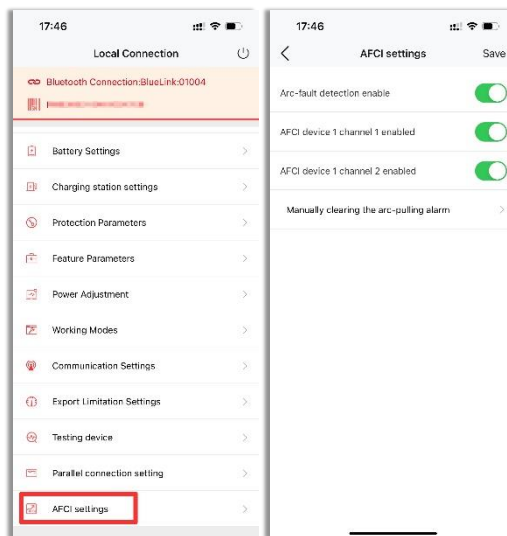 17:46
Local Connection
Bluetooth Connection:BlueLink:01004
Battery Settings
Charging station settings
Protection Parameters
Feature Parameters
Power Adjustment
Working Modes
Communication Settings
Export Limitation Settings
Testing device
Parallel connection setting
AFCI settings
17:46
AFCI settings
Save
Arc-fault detection enable
AFCI device 1 channel 1 enabled
AFCI device 1 channel 2 enabled
Manually clearing the arc-pulling alarm